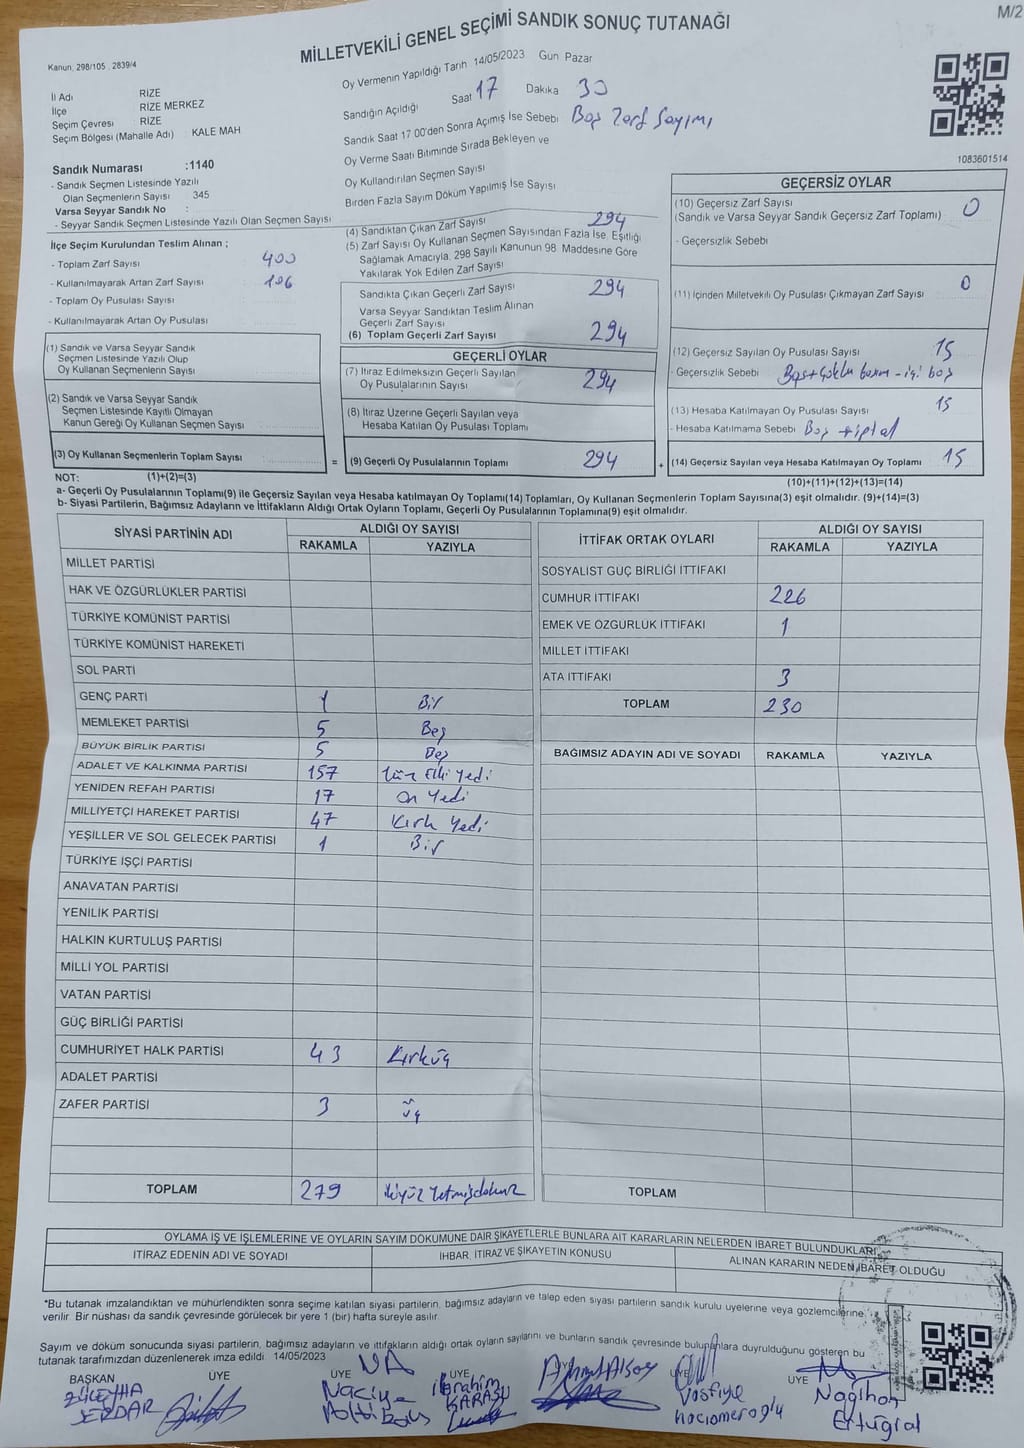 M/2
MİLLETVEKİLİ GENEL SEÇİMİ SANDIK SONUÇ TUTANAĞI
Kanun: 298/105 , 2839/4
Oy Vermenin Yapıldığı Tarih 14/05/2023 Gün Pazar
İl Adı RİZE
İlçe RİZE MERKEZ
Seçim Çevresi RİZE
Seçim Bölgesi (Mahalle Adı) : KALE MAH
Sandığın Açıldığı Saat 17 Dakika 30
Sandık Saat 17 00'den Sonra Açımış İse Sebebi Boş Zarf Sayımı
Oy Verme Saati Bitiminde Sırada Bekleyen ve
Oy Kullandırılan Seçmen Sayısı
Birden Fazla Sayım Döküm Yapılmış İse Sayısı
1083601514
Sandık Numarası :1140
- Sandık Seçmen Listesinde Yazılı
Olan Seçmenlerin Sayısı 345
Varsa Seyyar Sandık No :
- Seyyar Sandık Seçmen Listesinde Yazılı Olan Seçmen Sayısı
İlçe Seçim Kurulundan Teslim Alınan ;
- Toplam Zarf Sayısı 400
- Kullanılmayarak Artan Zarf Sayısı 106
- Toplam Oy Pusulası Sayısı
- Kullanılmayarak Artan Oy Pusulası
(4) Sandıktan Çıkan Zarf Sayısı 294
(5) Zarf Sayısı Oy Kullanan Seçmen Sayısından Fazla İse, Eşitliği
Sağlamak Amacıyla, 298 Sayılı Kanunun 98 Maddesine Göre
Yakılarak Yok Edilen Zarf Sayısı
Sandıkta Çıkan Geçerli Zarf Sayısı 294
Varsa Seyyar Sandıktan Teslim Alınan
Geçerli Zarf Sayısı
(6) Toplam Geçerli Zarf Sayısı 294
GEÇERSİZ OYLAR
(10) Geçersiz Zarf Sayısı 0
(Sandık ve Varsa Seyyar Sandık Geçersiz Zarf Toplamı)
- Geçersizlik Sebebi
(11) İçinden Milletvekili Oy Pusulası Çıkmayan Zarf Sayısı 0
(12) Geçersiz Sayılan Oy Pusulası Sayısı 15
- Geçersizlik Sebebi
(13) Hesaba Katılmayan Oy Pusulası Sayısı 15
- Hesaba Katılmama Sebebi Boş + iptal
(14) Geçersiz Sayılan veya Hesaba Katılmayan Oy Toplamı 15
(10)+(11)+(12)+(13)=(14)
(1) Sandık ve Varsa Seyyar Sandık
Seçmen Listesinde Yazılı Olup
Oy Kullanan Seçmenlerin Sayısı
(2) Sandık ve Varsa Seyyar Sandık
Seçmen Listesinde Kayıtlı Olmayan
Kanun Gereği Oy Kullanan Seçmen Sayısı
(3) Oy Kullanan Seçmenlerin Toplam Sayısı
(1)+(2)=(3)
GEÇERLİ OYLAR
(7) İtiraz Edilmeksizin Geçerli Sayılan
Oy Pusulalarının Sayısı 294
(8) İtiraz Üzerine Geçerli Sayılan veya
Hesaba Katılan Oy Pusulası Toplamı
= (9) Geçerli Oy Pusulalarının Toplamı 294 +
NOT:
a- Geçerli Oy Pusulalarının Toplamı(9) ile Geçersiz Sayılan veya Hesaba katılmayan Oy Toplamı(14) Toplamları, Oy Kullanan Seçmenlerin Toplam Sayısına(3) eşit olmalıdır. (9)+(14)=(3)
b- Siyasi Partilerin, Bağımsız Adayların ve İttifakların Aldığı Ortak Oyların Toplamı, Geçerli Oy Pusulalarının Toplamına(9) eşit olmalıdır.
SİYASİ PARTİNİN ADI ALDIĞI OY SAYISI
RAKAMLA YAZIYLA
MİLLET PARTİSİ
HAK VE ÖZGÜRLÜKLER PARTİSİ
TÜRKİYE KOMÜNİST PARTİSİ
TÜRKİYE KOMÜNİST HAREKETİ
SOL PARTİ
GENÇ PARTİ 1 Bir
MEMLEKET PARTİSİ 5 Beş
BÜYÜK BİRLİK PARTİSİ 5 Beş
ADALET VE KALKINMA PARTİSİ 157 Yüz Elli Yedi
YENİDEN REFAH PARTİSİ 17 On Yedi
MİLLİYETÇİ HAREKET PARTİSİ 47 Kırk Yedi
YEŞİLLER VE SOL GELECEK PARTİSİ 1 Bir
TÜRKİYE İŞÇİ PARTİSİ
ANAVATAN PARTİSİ
YENİLİK PARTİSİ
HALKIN KURTULUŞ PARTİSİ
MİLLİ YOL PARTİSİ
VATAN PARTİSİ
GÜÇ BİRLİĞİ PARTİSİ
CUMHURİYET HALK PARTİSİ 43 Kırküç
ADALET PARTİSİ
ZAFER PARTİSİ 3 üç
TOPLAM 279 ikiyüz Yetmişdokuz
İTTİFAK ORTAK OYLARI ALDIĞI OY SAYISI
RAKAMLA YAZIYLA
SOSYALİST GÜÇ BİRLİĞİ İTTİFAKI
CUMHUR İTTİFAKI 226
EMEK VE ÖZGÜRLÜK İTTİFAKI 1
MİLLET İTTİFAKI
ATA İTTİFAKI 3
TOPLAM 230
BAĞIMSIZ ADAYIN ADI VE SOYADI RAKAMLA YAZIYLA
TOPLAM
OYLAMA İŞ VE İŞLEMLERİNE VE OYLARIN SAYIM DÖKÜMÜNE DAİR ŞİKAYETLERLE BUNLARA AİT KARARLARIN NELERDEN İBARET BULUNDUKLARI
İTİRAZ EDENİN ADI VE SOYADI İHBAR, İTİRAZ VE ŞİKAYETİN KONUSU ALINAN KARARIN NEDEN İBARET OLDUĞU
*Bu tutanak imzalandıktan ve mühürlendikten sonra seçime katılan siyasi partilerin, bağımsız adayların ve talep eden siyasi partilerin sandık kurulu üyelerine veya gözlemcilerine
verilir. Bir nüshası da sandık çevresinde görülecek bir yere 1 (bir) hafta süreyle asılır
Sayım ve döküm sonucunda siyasi partilerin, bağımsız adayların ve ittifakların aldığı ortak oyların sayılarını ve bunların sandık çevresinde bulunanlara duyrulduğunu gösteren bu
tutanak tarafımızdan düzenlenerek imza edildi 14/05/2023
BAŞKAN ÜYE ÜYE ÜYE ÜYE ÜYE
ZÜLEYHA SERDAR
İbrahim KARASU
Ahmet Alsoy
Vasfiye Hacıömeroğlu
Nagihan Ertuğral